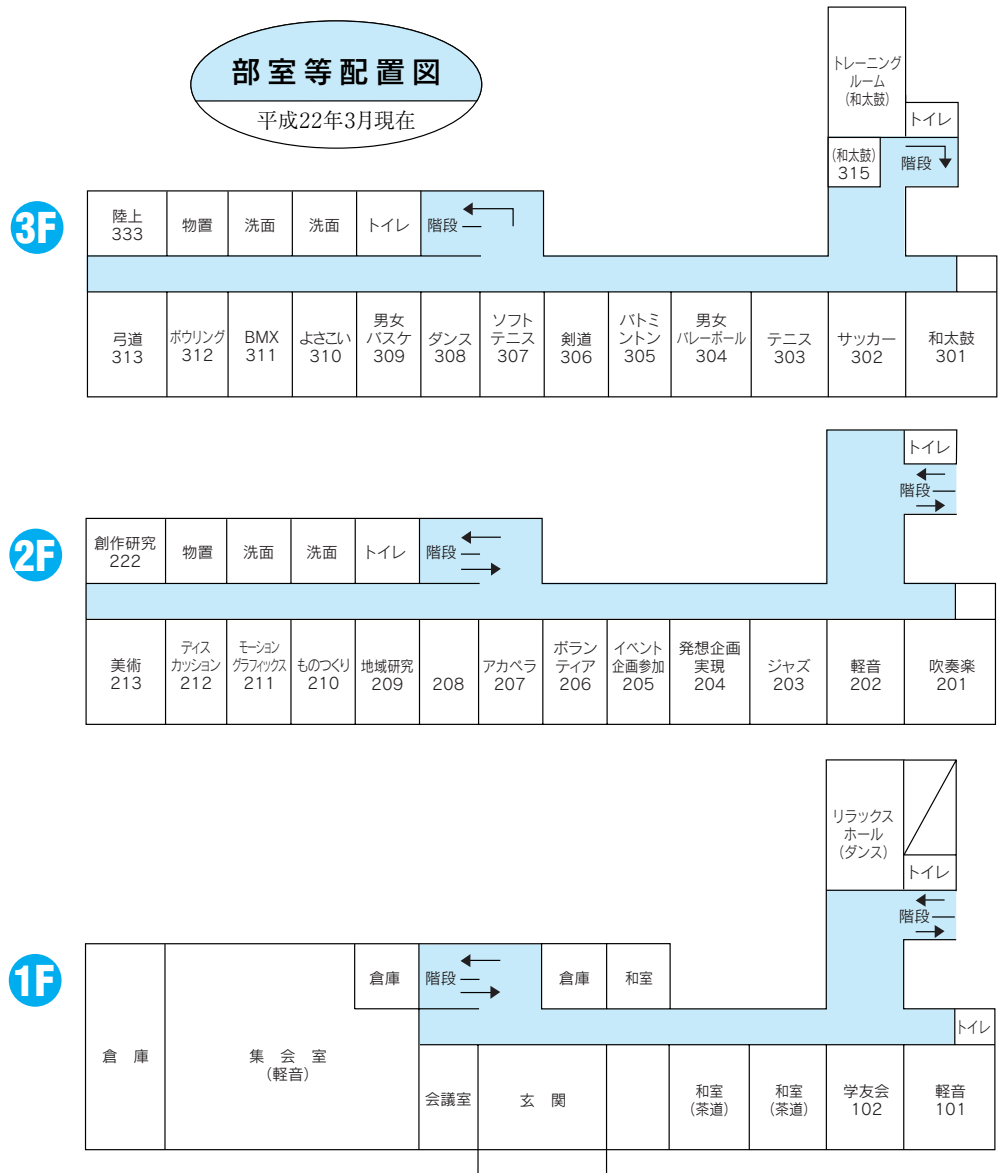 部室等配置図
平成22年3月現在
3F
トレーニング
ルーム
(和太鼓)
トイレ
(和太鼓)
315
階段
陸上
333
物置
洗面
洗面
トイレ
階段
弓道
313
ボウリング
312
BMX
311
よさこい
310
男女
バスケ
309
ダンス
308
ソフト
テニス
307
剣道
306
バトミ
ントン
305
男女
バレーボール
304
テニス
303
サッカー
302
和太鼓
301
2F
トイレ
階段
創作研究
222
物置
洗面
洗面
トイレ
階段
美術
213
ディス
カッション
212
モーション
グラフィックス
211
ものつくり
210
地域研究
209
208
アカペラ
207
ボラン
ティア
206
イベント
企画参加
205
発想企画
実現
204
ジャズ
203
軽音
202
吹奏楽
201
1F
リラックス
ホール
(ダンス)
トイレ
階段
倉庫
集会室
(軽音)
倉庫
階段
倉庫
和室
トイレ
会議室
玄関
和室
(茶道)
和室
(茶道)
学友会
102
軽音
101